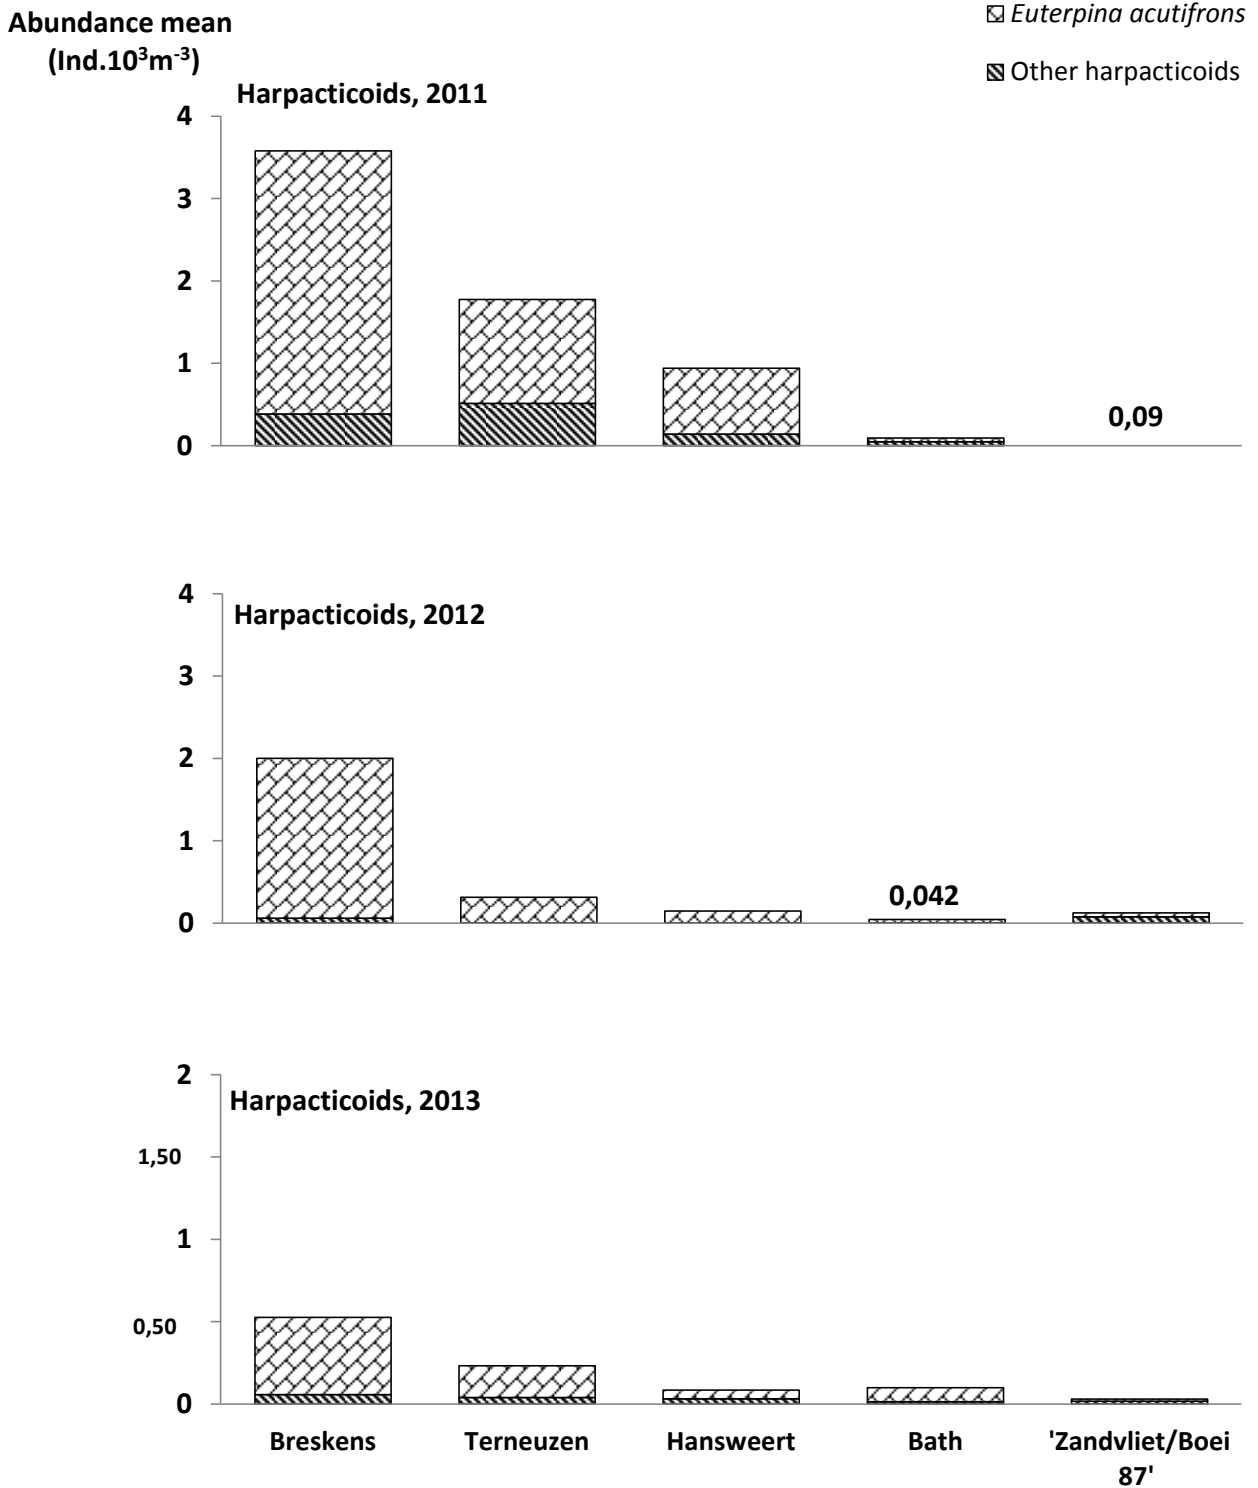 Abundance mean
(Ind.10³m⁻³)
Euterpina acutifrons
Other harpacticoids
Harpacticoids, 2011
4
3
2
1
0
0,09
Harpacticoids, 2012
4
3
2
1
0
0,042
Harpacticoids, 2013
2
1,50
1
0,50
0
Breskens
Terneuzen
Hansweert
Bath
'Zandvliet/Boei
87'